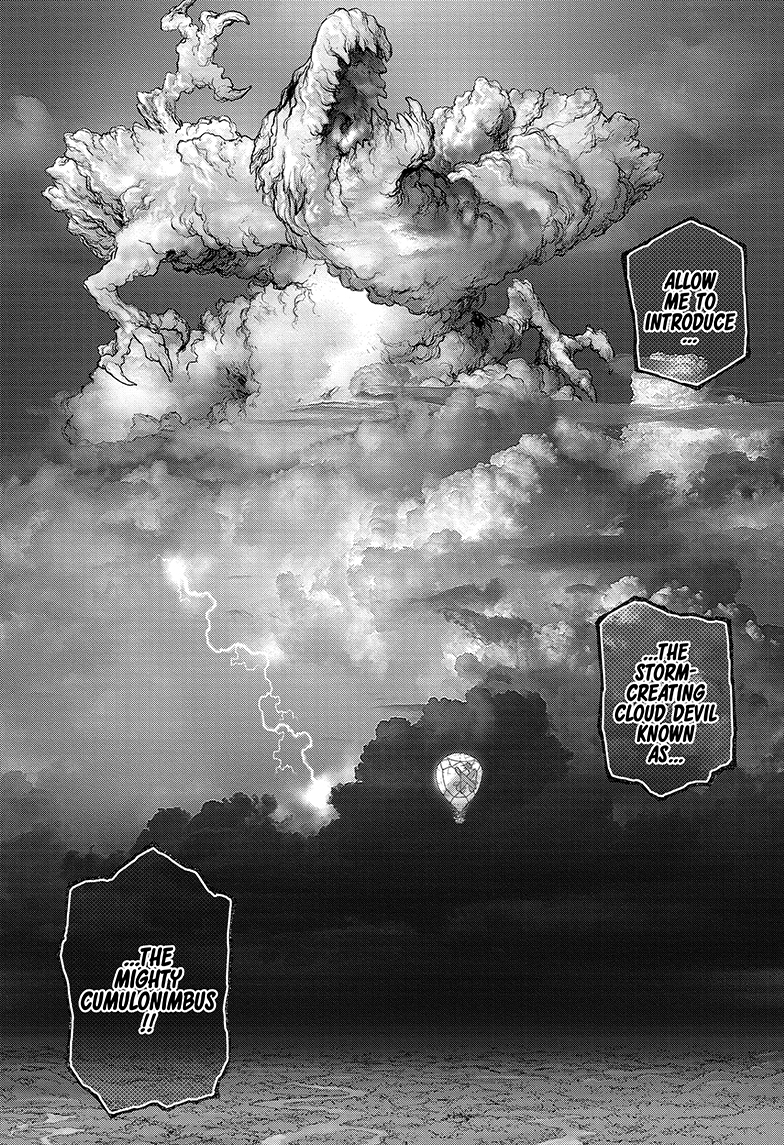 ALLOW
ME TO
INTRODUCE
...
...THE
STORM-
CREATING
CLOUD DEVIL
KNOWN
AS...
...THE
MIGHTY
CUMULONIMBUS
!!